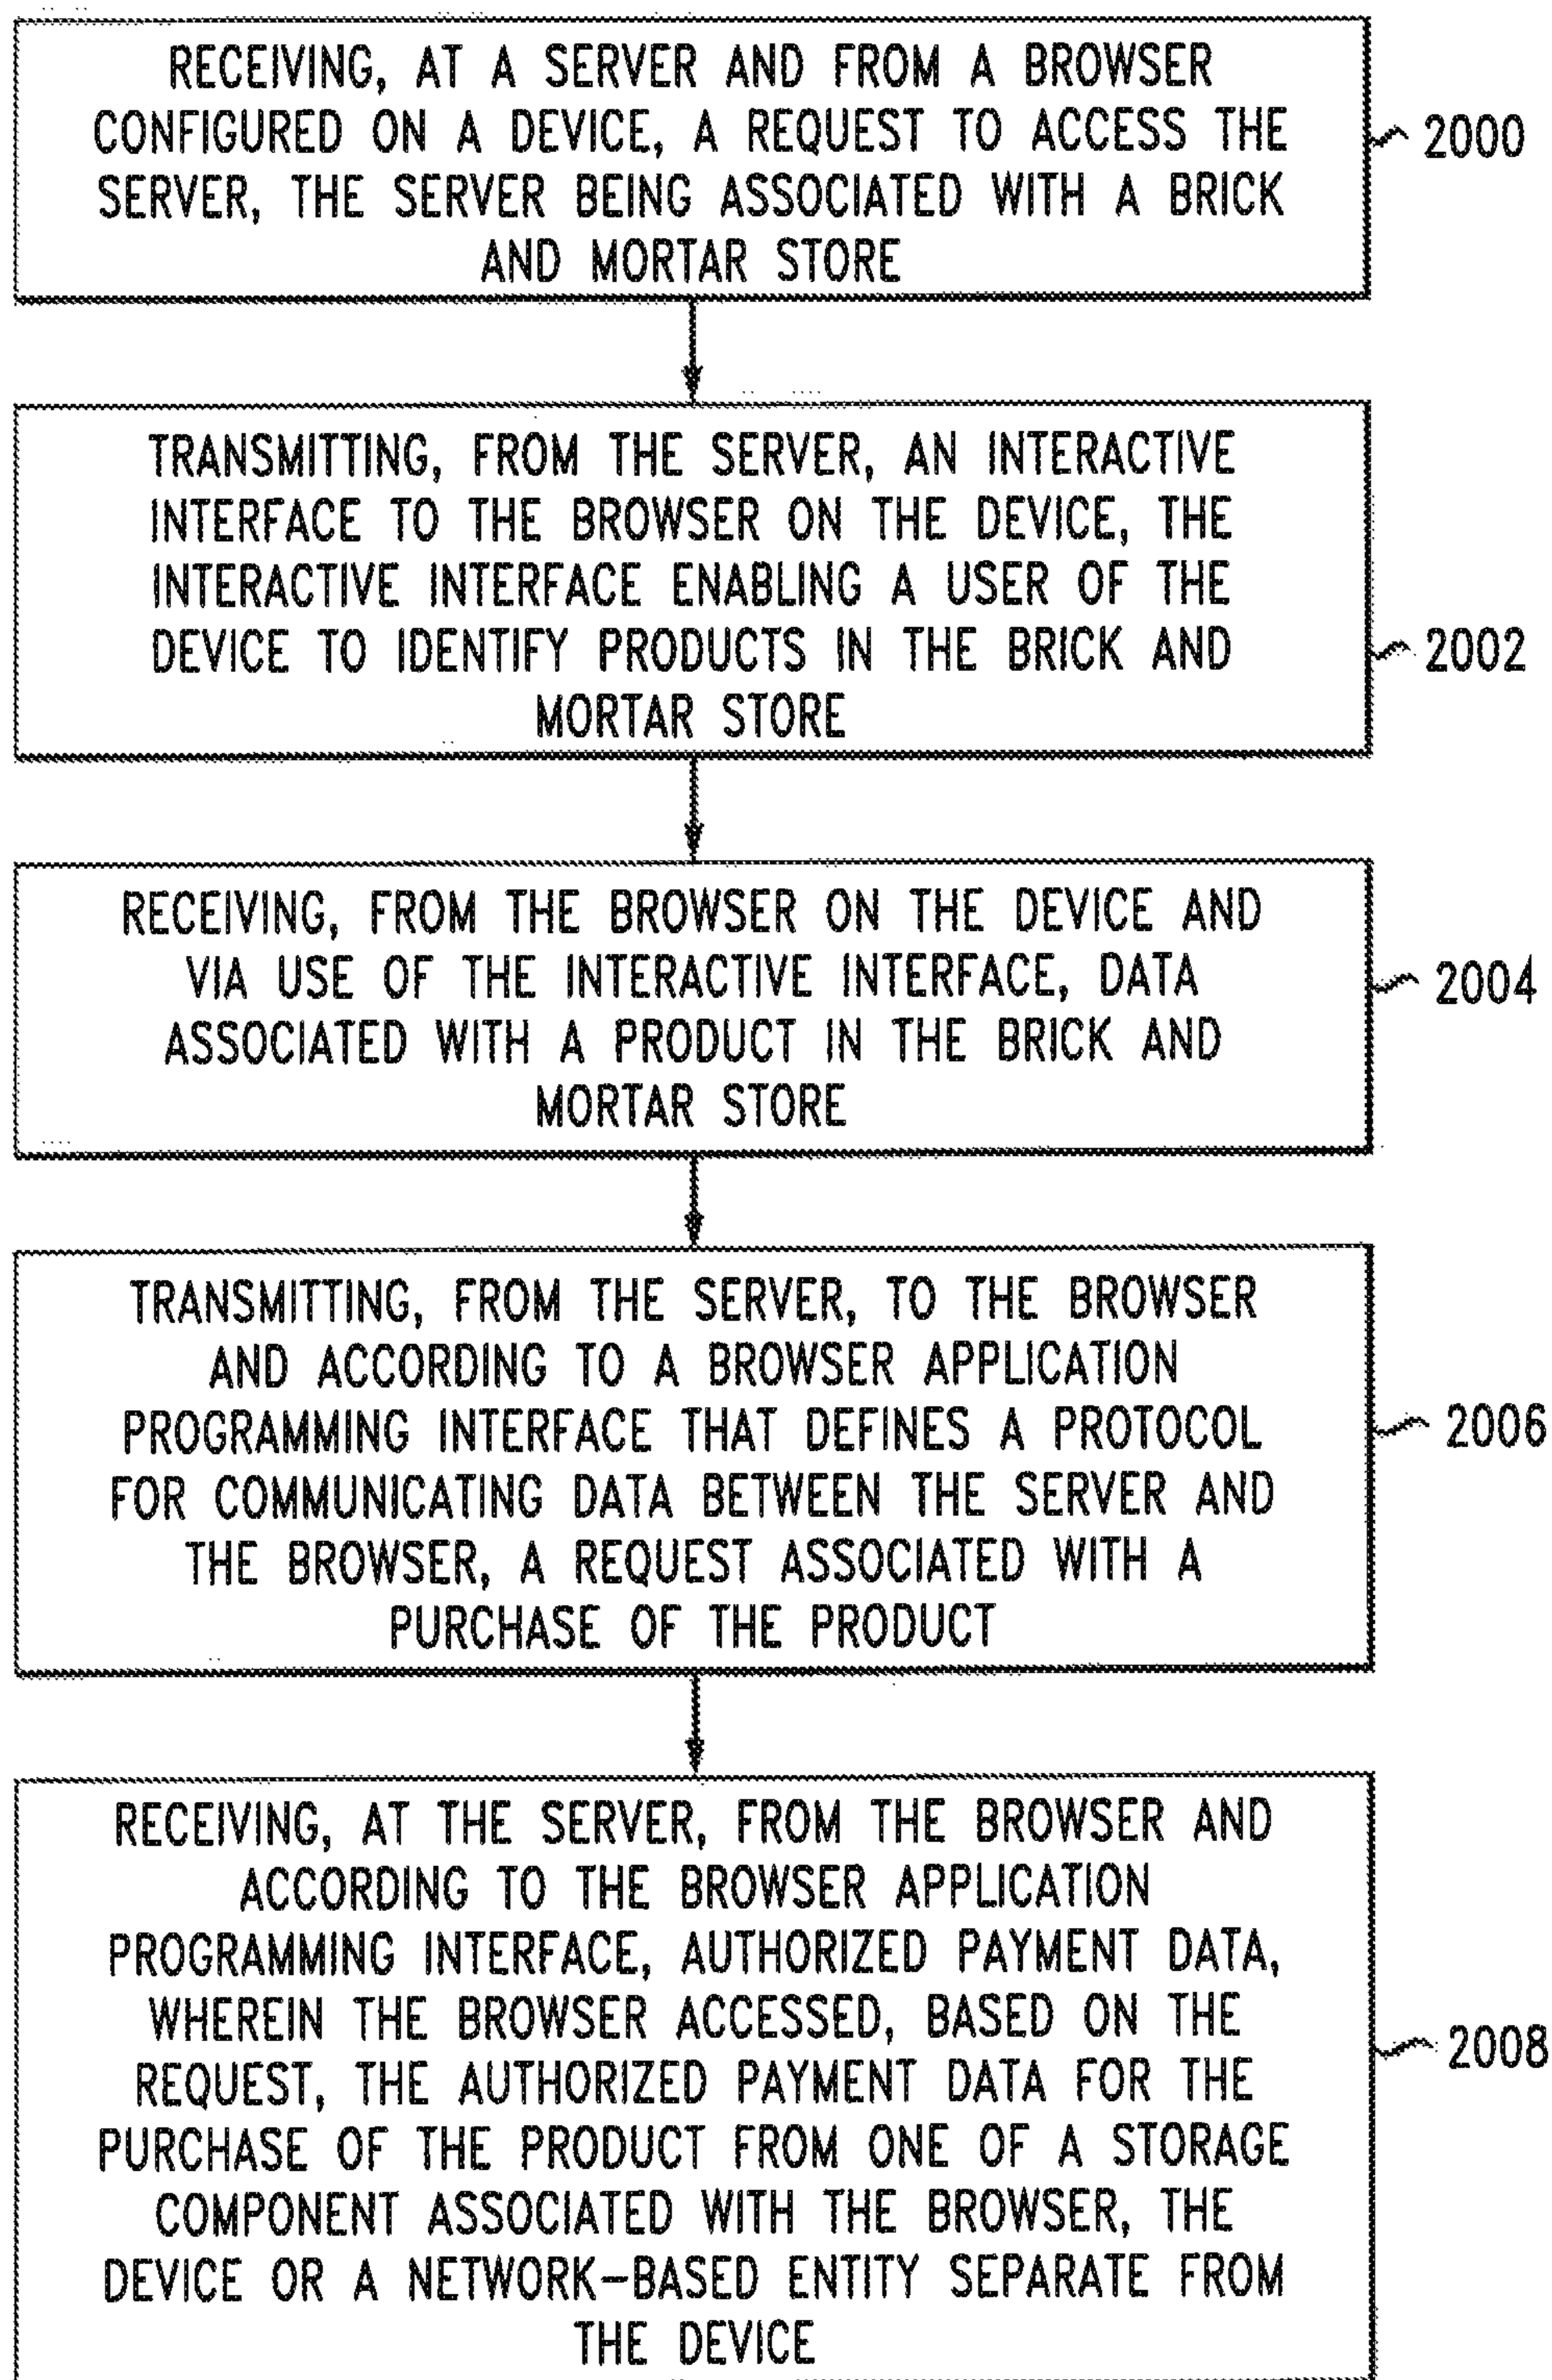 RECEIVING, AT A SERVER AND FROM A BROWSER
CONFIGURED ON A DEVICE, A REQUEST TO ACCESS THE
SERVER, THE SERVER BEING ASSOCIATED WITH A BRICK
AND MORTAR STORE
2000
TRANSMITTING, FROM THE SERVER, AN INTERACTIVE
INTERFACE TO THE BROWSER ON THE DEVICE, THE
INTERACTIVE INTERFACE ENABLING A USER OF THE
DEVICE TO IDENTIFY PRODUCTS IN THE BRICK AND
MORTAR STORE
2002
RECEIVING, FROM THE BROWSER ON THE DEVICE AND
VIA USE OF THE INTERACTIVE INTERFACE, DATA
ASSOCIATED WITH A PRODUCT IN THE BRICK AND
MORTAR STORE
2004
TRANSMITTING, FROM THE SERVER, TO THE BROWSER
AND ACCORDING TO A BROWSER APPLICATION
PROGRAMMING INTERFACE THAT DEFINES A PROTOCOL
FOR COMMUNICATING DATA BETWEEN THE SERVER AND
THE BROWSER, A REQUEST ASSOCIATED WITH A
PURCHASE OF THE PRODUCT
2006
RECEIVING, AT THE SERVER, FROM THE BROWSER AND
ACCORDING TO THE BROWSER APPLICATION
PROGRAMMING INTERFACE, AUTHORIZED PAYMENT DATA,
WHEREIN THE BROWSER ACCESSED, BASED ON THE
REQUEST, THE AUTHORIZED PAYMENT DATA FOR THE
PURCHASE OF THE PRODUCT FROM ONE OF A STORAGE
COMPONENT ASSOCIATED WITH THE BROWSER, THE
DEVICE OR A NETWORK-BASED ENTITY SEPARATE FROM
THE DEVICE
2008